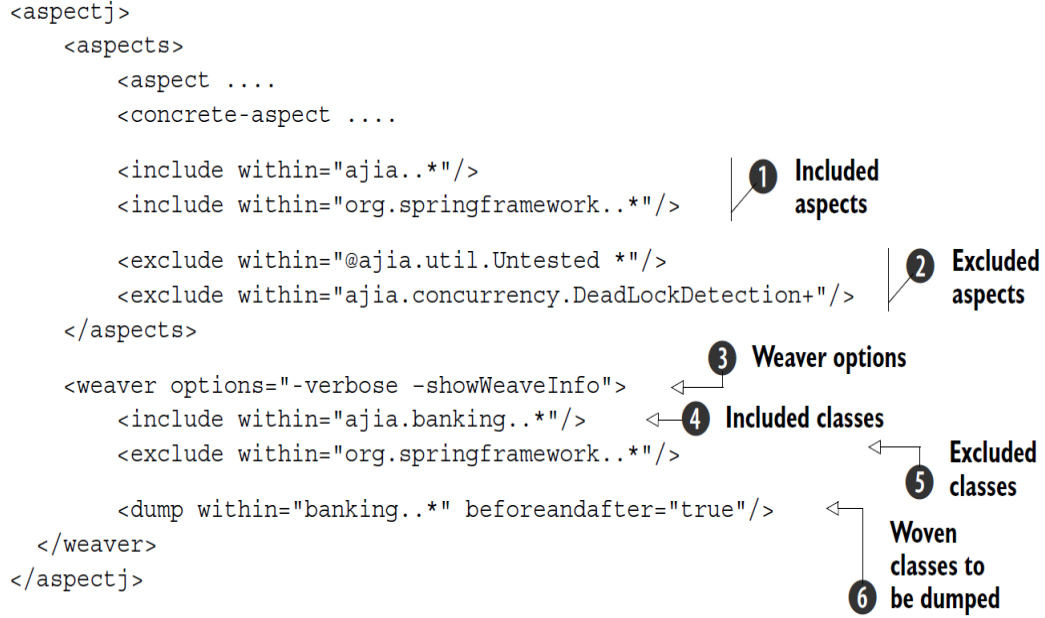 <aspectj>
<aspects>
<aspect ....
<concrete-aspect ....
<include within="ajia..*"/>
<include within="org.springframework..*"/>
1 Included
aspects
<exclude within="@ajia.util.Untested *"/>
<exclude within="ajia.concurrency.DeadLockDetection+"/>
2 Excluded
aspects
</aspects>
3 Weaver options
<weaver options="-verbose -showWeaveInfo">
<include within="ajia.banking..*"/>
4 Included classes
<exclude within="org.springframework..*"/>
Excluded
5 classes
<dump within="banking..*" beforeandafter="true"/>
Woven
classes to
6 be dumped
</weaver>
</aspectj>